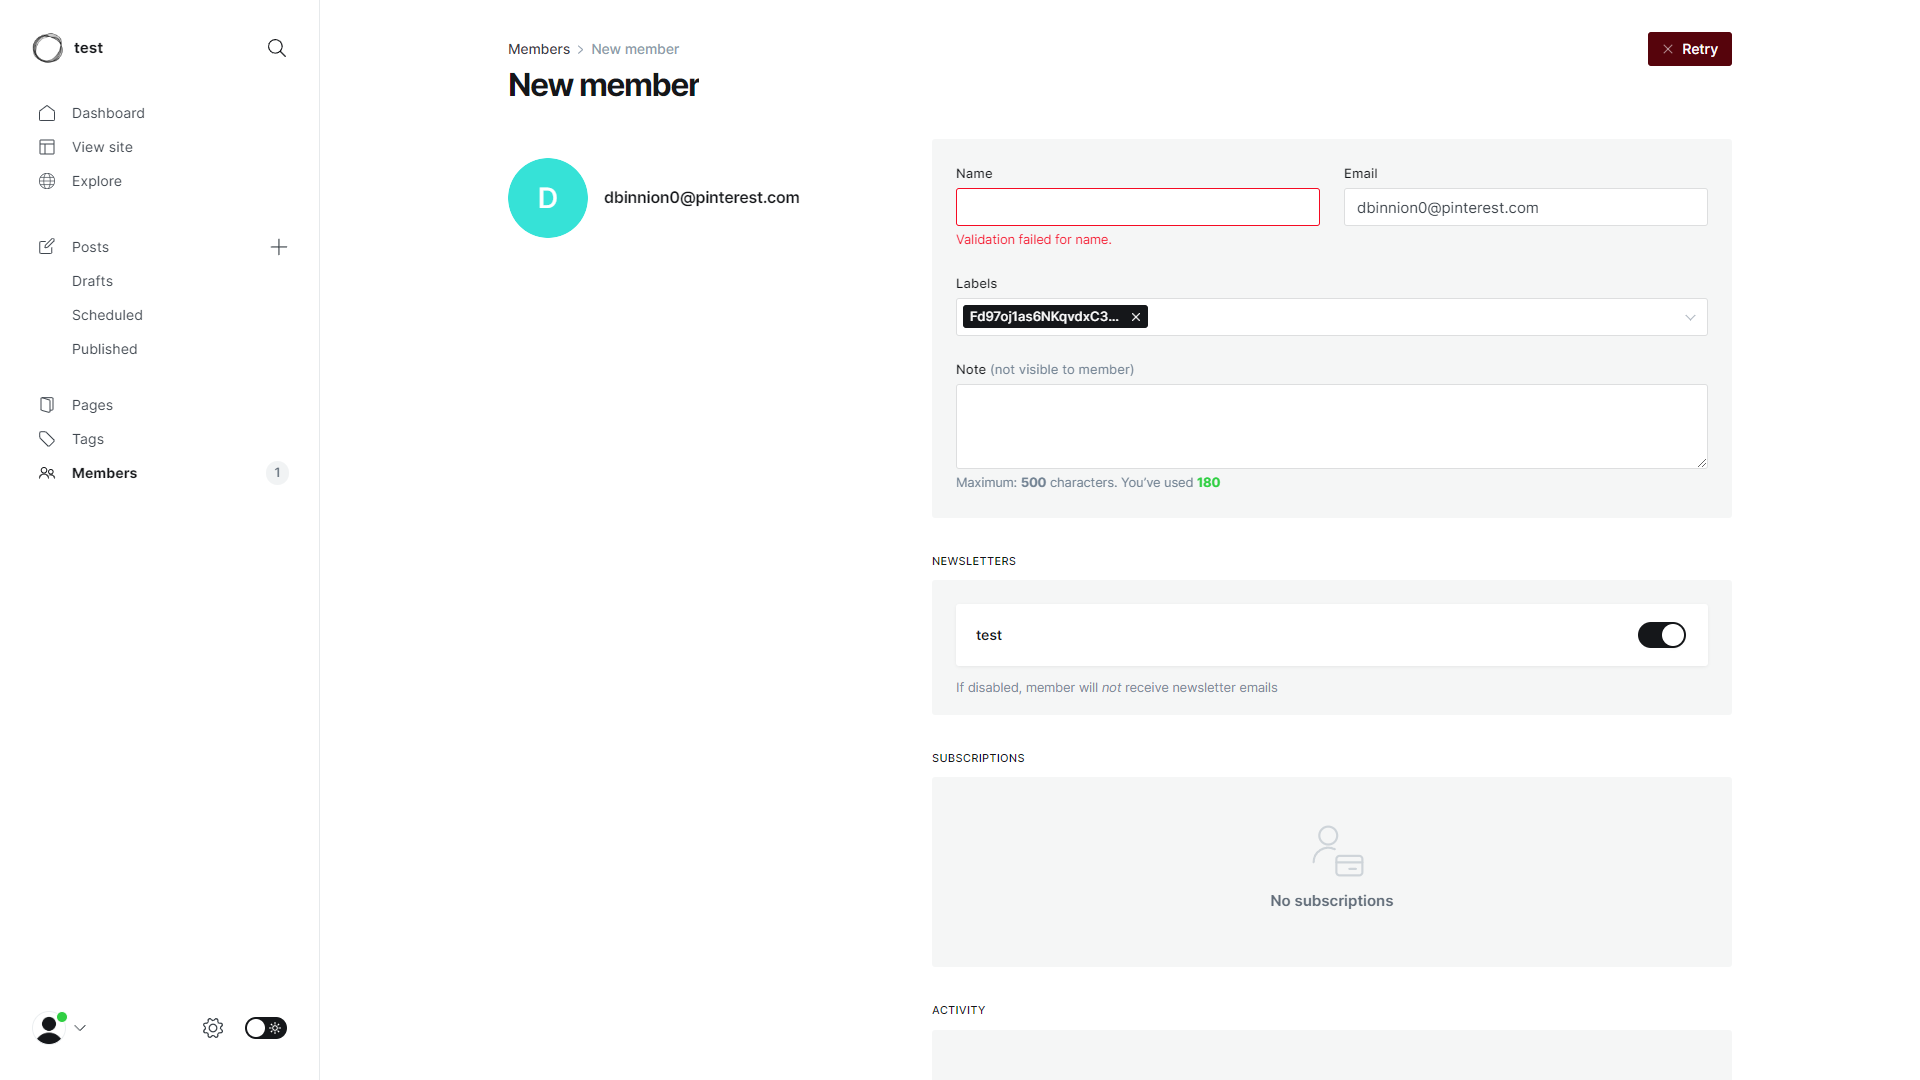 test
Dashboard
View site
Explore
Posts
Drafts
Scheduled
Published
Pages
Tags
Members 1
Members > New member
New member
Retry
D
dbinnion0@pinterest.com
Name
Validation failed for name.
Email
dbinnion0@pinterest.com
Labels
Fd97oj1as6NKqvdxC3...
Note (not visible to member)
Maximum: 500 characters. You’ve used 180
NEWSLETTERS
test
If disabled, member will not receive newsletter emails
SUBSCRIPTIONS
No subscriptions
ACTIVITY